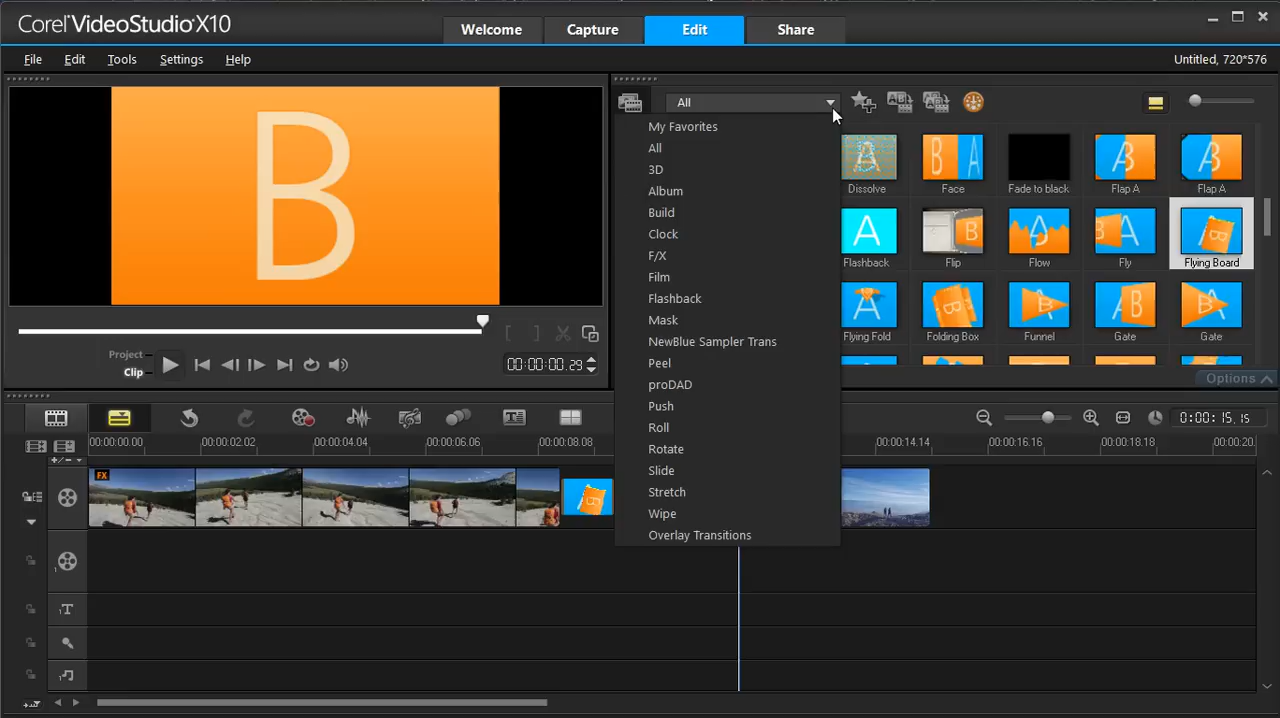 Corel VideoStudio X10
Welcome
Capture
Edit
Share
File
Edit
Tools
Settings
Help
Untitled, 720*576
B
Project
Clip
00:00:00.29
All
My Favorites
All
3D
Album
Build
Clock
F/X
Film
Flashback
Mask
NewBlue Sampler Trans
Peel
proDAD
Push
Roll
Rotate
Slide
Stretch
Wipe
Overlay Transitions
Dissolve
Face
Fade to black
Flap A
Flap A
Flashback
Flip
Flow
Fly
Flying Board
Flying Fold
Folding Box
Funnel
Gate
Gate
Options
0:00:15.15
00:00:00.00
00:00:02.02
00:00:04.04
00:00:06.05
00:00:08.08
00:00:14.14
00:00:16.16
00:00:18.18
00:00:20.
FX